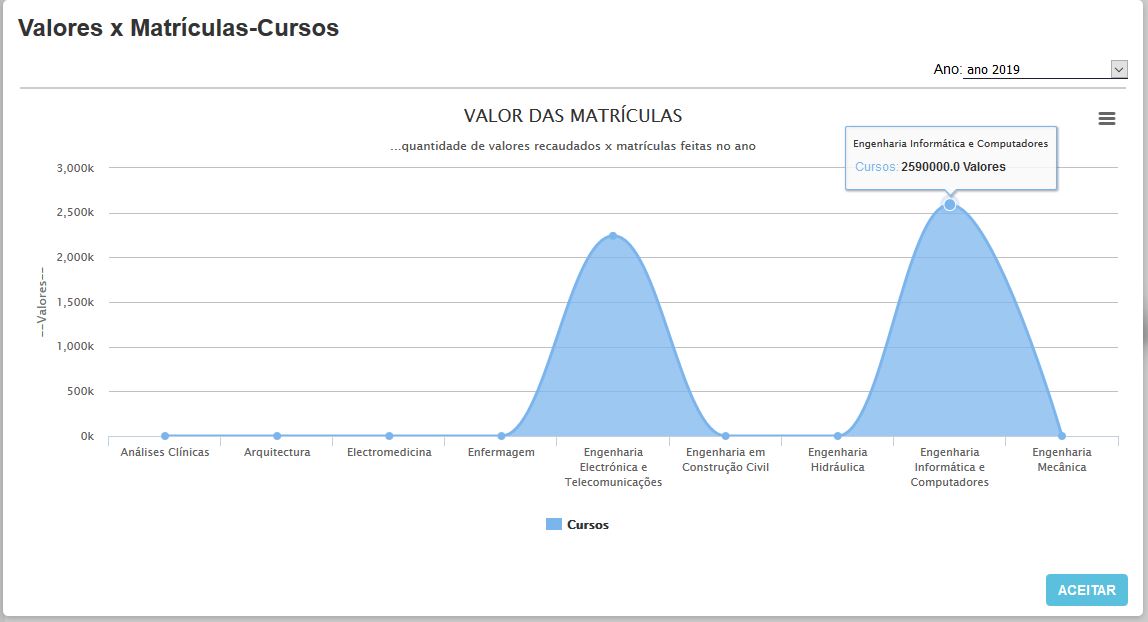 Valores x Matrículas-Cursos
Ano: ano 2019
VALOR DAS MATRÍCULAS
...quantidade de valores recaudados x matrículas feitas no ano
Engenharia Informática e Computadores
Cursos: 2590000.0 Valores
--Valores--
3,000k
2,500k
2,000k
1,500k
1,000k
500k
0k
Análises Clínicas
Arquitectura
Electromedicina
Enfermagem
Engenharia
Electrónica e
Telecomunicações
Engenharia em
Construção Civil
Engenharia
Hidráulica
Engenharia
Informática e
Computadores
Engenharia
Mecânica
Cursos
ACEITAR